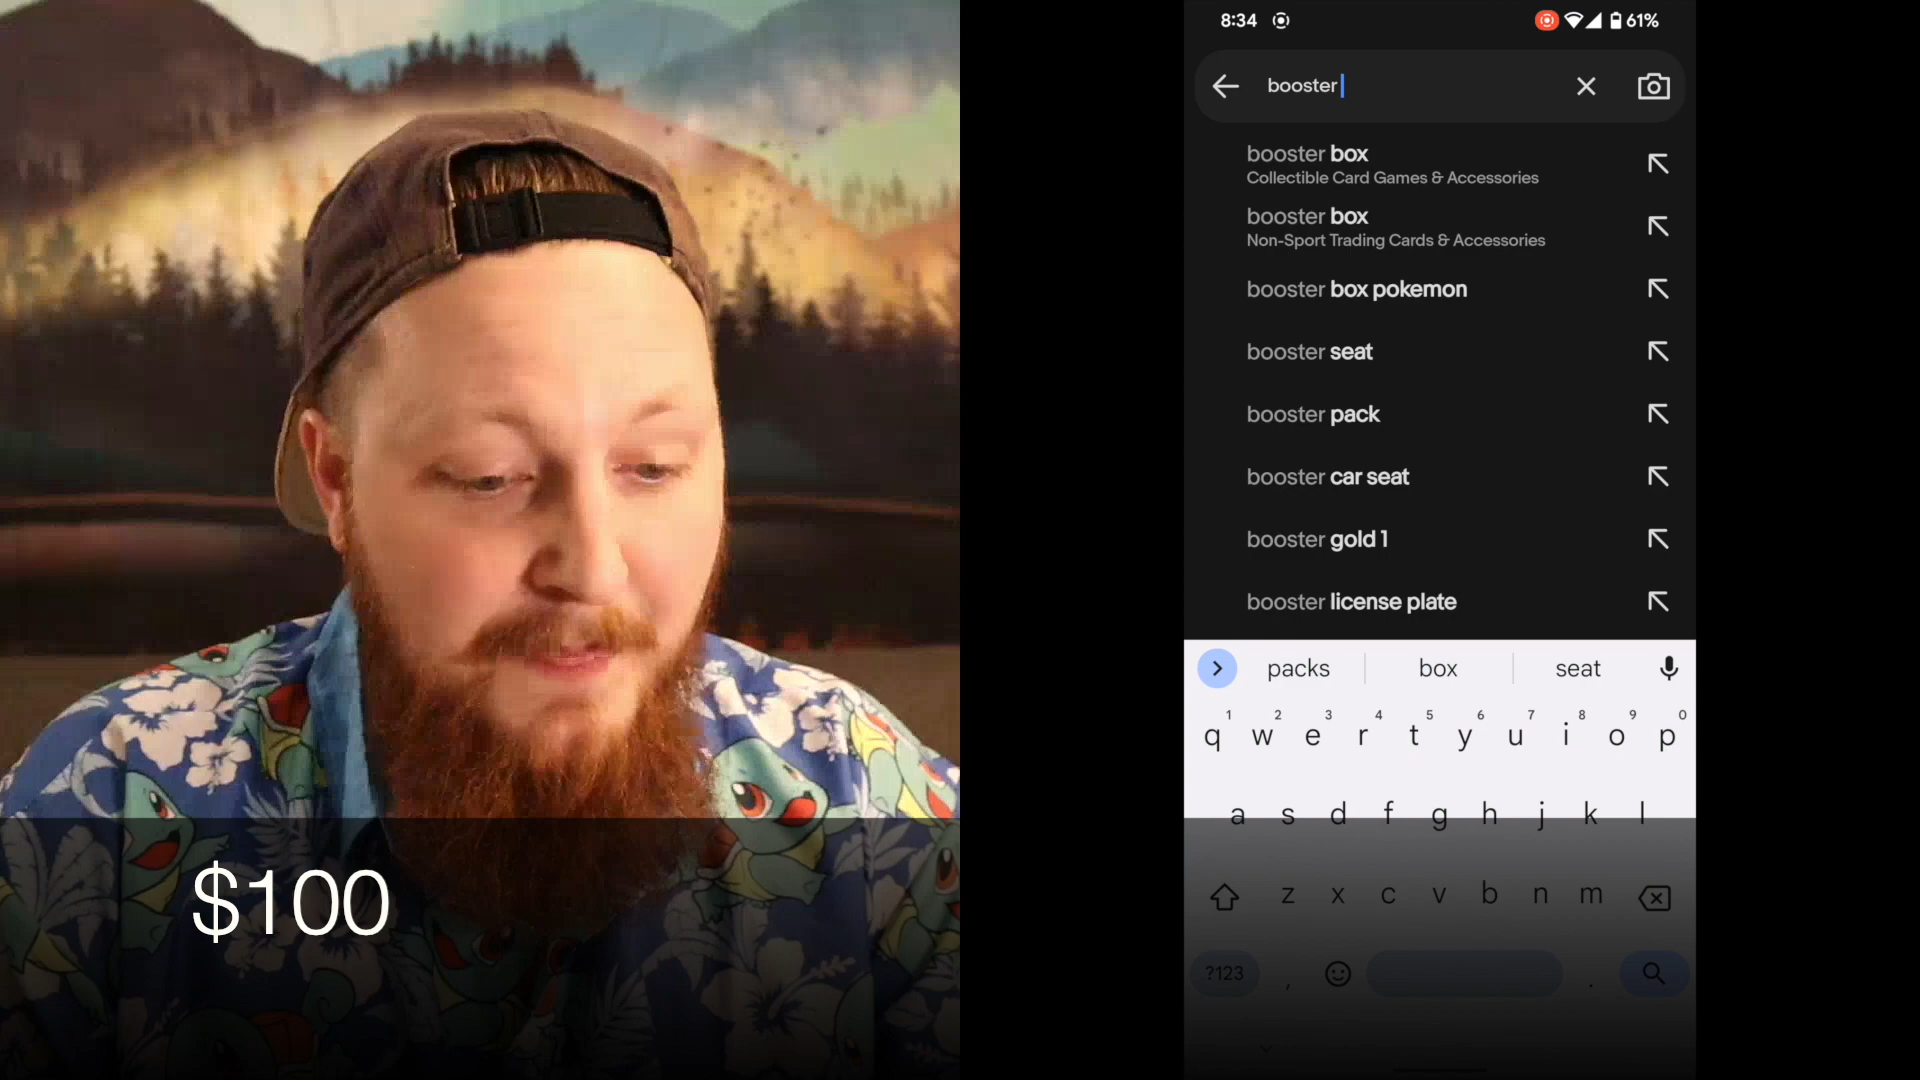 $100
8:34
61%
booster
booster box
Collectible Card Games & Accessories
booster box
Non-Sport Trading Cards & Accessories
booster box pokemon
booster seat
booster pack
booster car seat
booster gold 1
booster license plate
packs box seat
1 2 3 4 5 6 7 8 9 0
q w e r t y u i o p
a s d f g h j k l
z x c v b n m
?123 , .